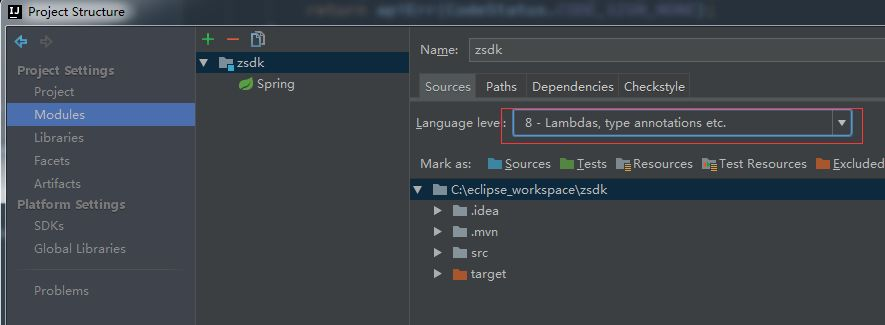 Project Structure
Project Settings
Project
Modules
Libraries
Facets
Artifacts
Platform Settings
SDKs
Global Libraries
Problems
zsdk
Spring
Name: zsdk
Sources Paths Dependencies Checkstyle
Language level: 8 - Lambdas, type annotations etc.
Mark as: Sources Tests Resources Test Resources Excluded
C:\eclipse_workspace\zsdk
.idea
.mvn
src
target